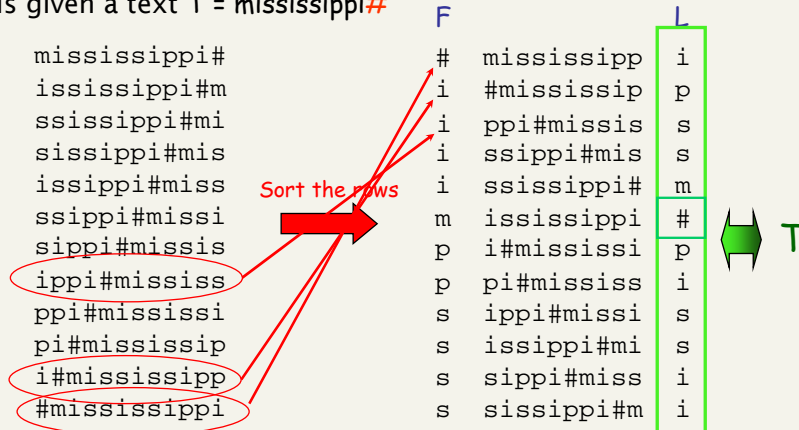 is given a text T = mississippi#
F L
mississippi# # mississipp i
ississippi#m i #mississip p
ssissippi#mi i ppi#missis s
sissippi#mis i ssippi#mis s
issippi#miss i ssissippi# m
Sort the rows
ssippi#missi m ississippi #
sippi#missis p i#mississi p
T
ippi#mississ p pi#mississ i
ppi#mississi s ippi#missi s
pi#mississip s issippi#mi s
i#mississipp s sippi#miss i
#mississippi s sissippi#m i